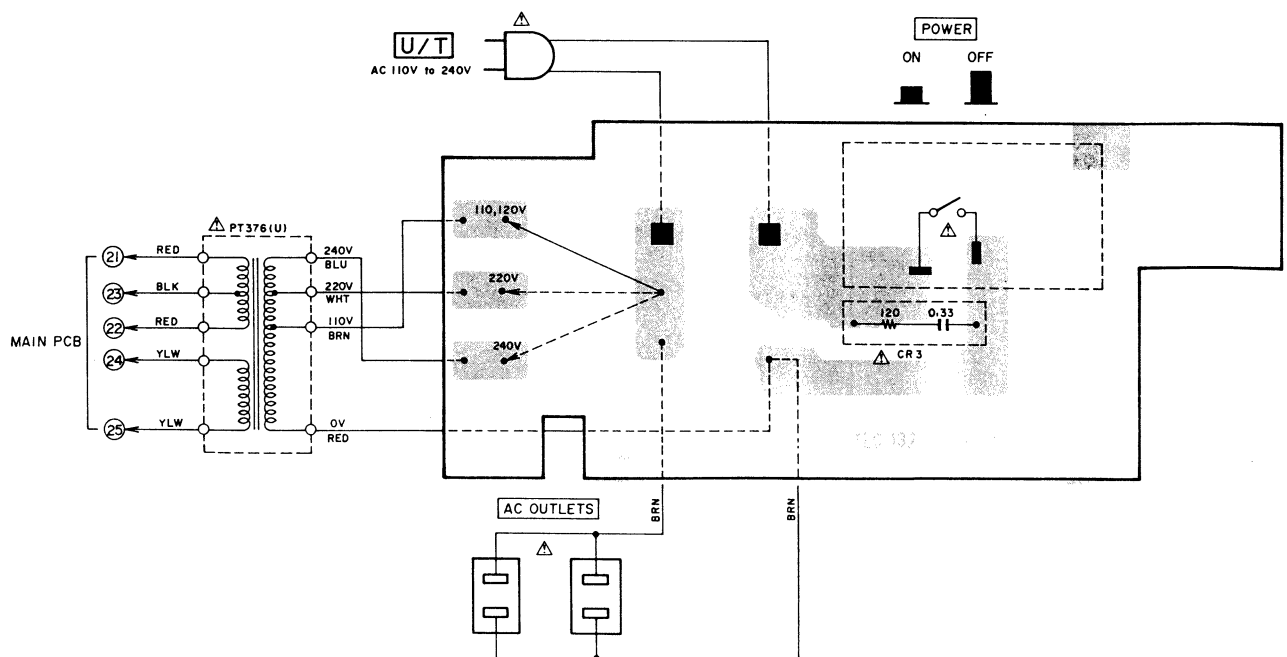 U/T
AC 110V to 240V
POWER
ON OFF
110,120V
220V
240V
PT376(U)
MAIN PCB
21 RED
23 BLK
22 RED
24 YLW
25 YLW
240V
BLU
220V
WHT
110V
BRN
0V
RED
120 0.33
CR3
BRN
BRN
AC OUTLETS